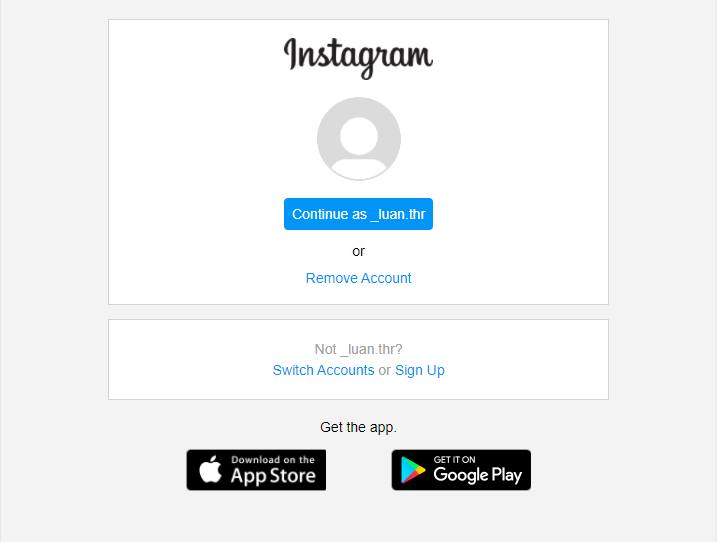 Instagram
Continue as _luan.thr
or
Remove Account
Not _luan.thr?
Switch Accounts or Sign Up
Get the app.
Download on the
App Store
GET IT ON
Google Play